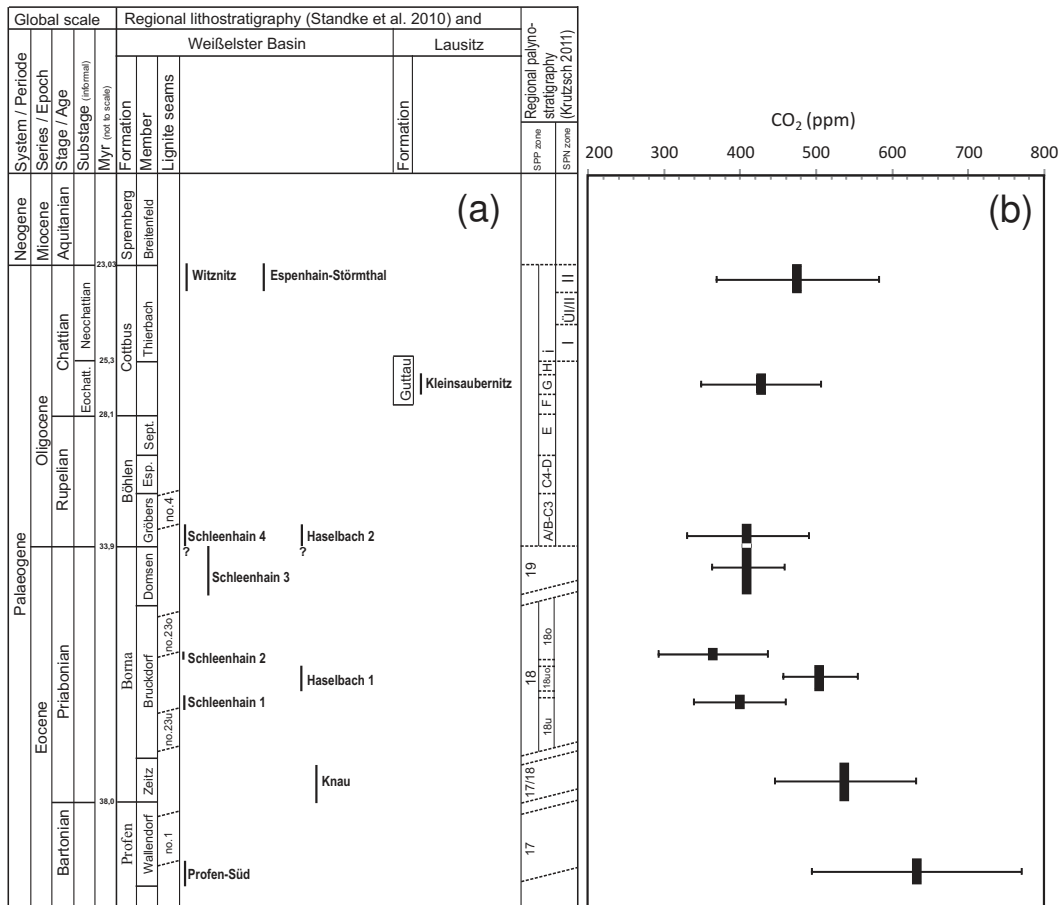 Global scale
Regional lithostratigraphy (Standke et al. 2010) and
Weißelster Basin
Lausitz
System / Periode
Series / Epoch
Stage / Age
Substage (informal)
Myr (not to scale)
Formation
Member
Lignite seams
Formation
Regional palyno-
stratigraphy
(Krutzsch 2011)
SPP zone
SPN zone
CO2 (ppm)
200 300 400 500 600 700 800
(a)
(b)
Neogene
Miocene
Aquitanian
Spremberg
Breitenfeld
23,03
Witznitz
Espenhain-Störmthal
II
ÜI/II
I
Palaeogene
Oligocene
Chattian
Neochattian
Cottbus
Thierbach
i
25,3
Eochatt.
Guttau
Kleinsaubernitz
H
G
F
28,1
Rupelian
Böhlen
Sept.
E
Esp.
C4-D
Gröbers
no.4
Schleenhain 4
Haselbach 2
A/B-C3
33,9
?
?
Eocene
Priabonian
Borna
Domsen
Schleenhain 3
19
Bruckdorf
no.23o
Schleenhain 2
18o
Haselbach 1
18
18uo
Schleenhain 1
no.23u
18u
Zeitz
Knau
17/18
38,0
Bartonian
Profen
Wallendorf
no.1
17
Profen-Süd